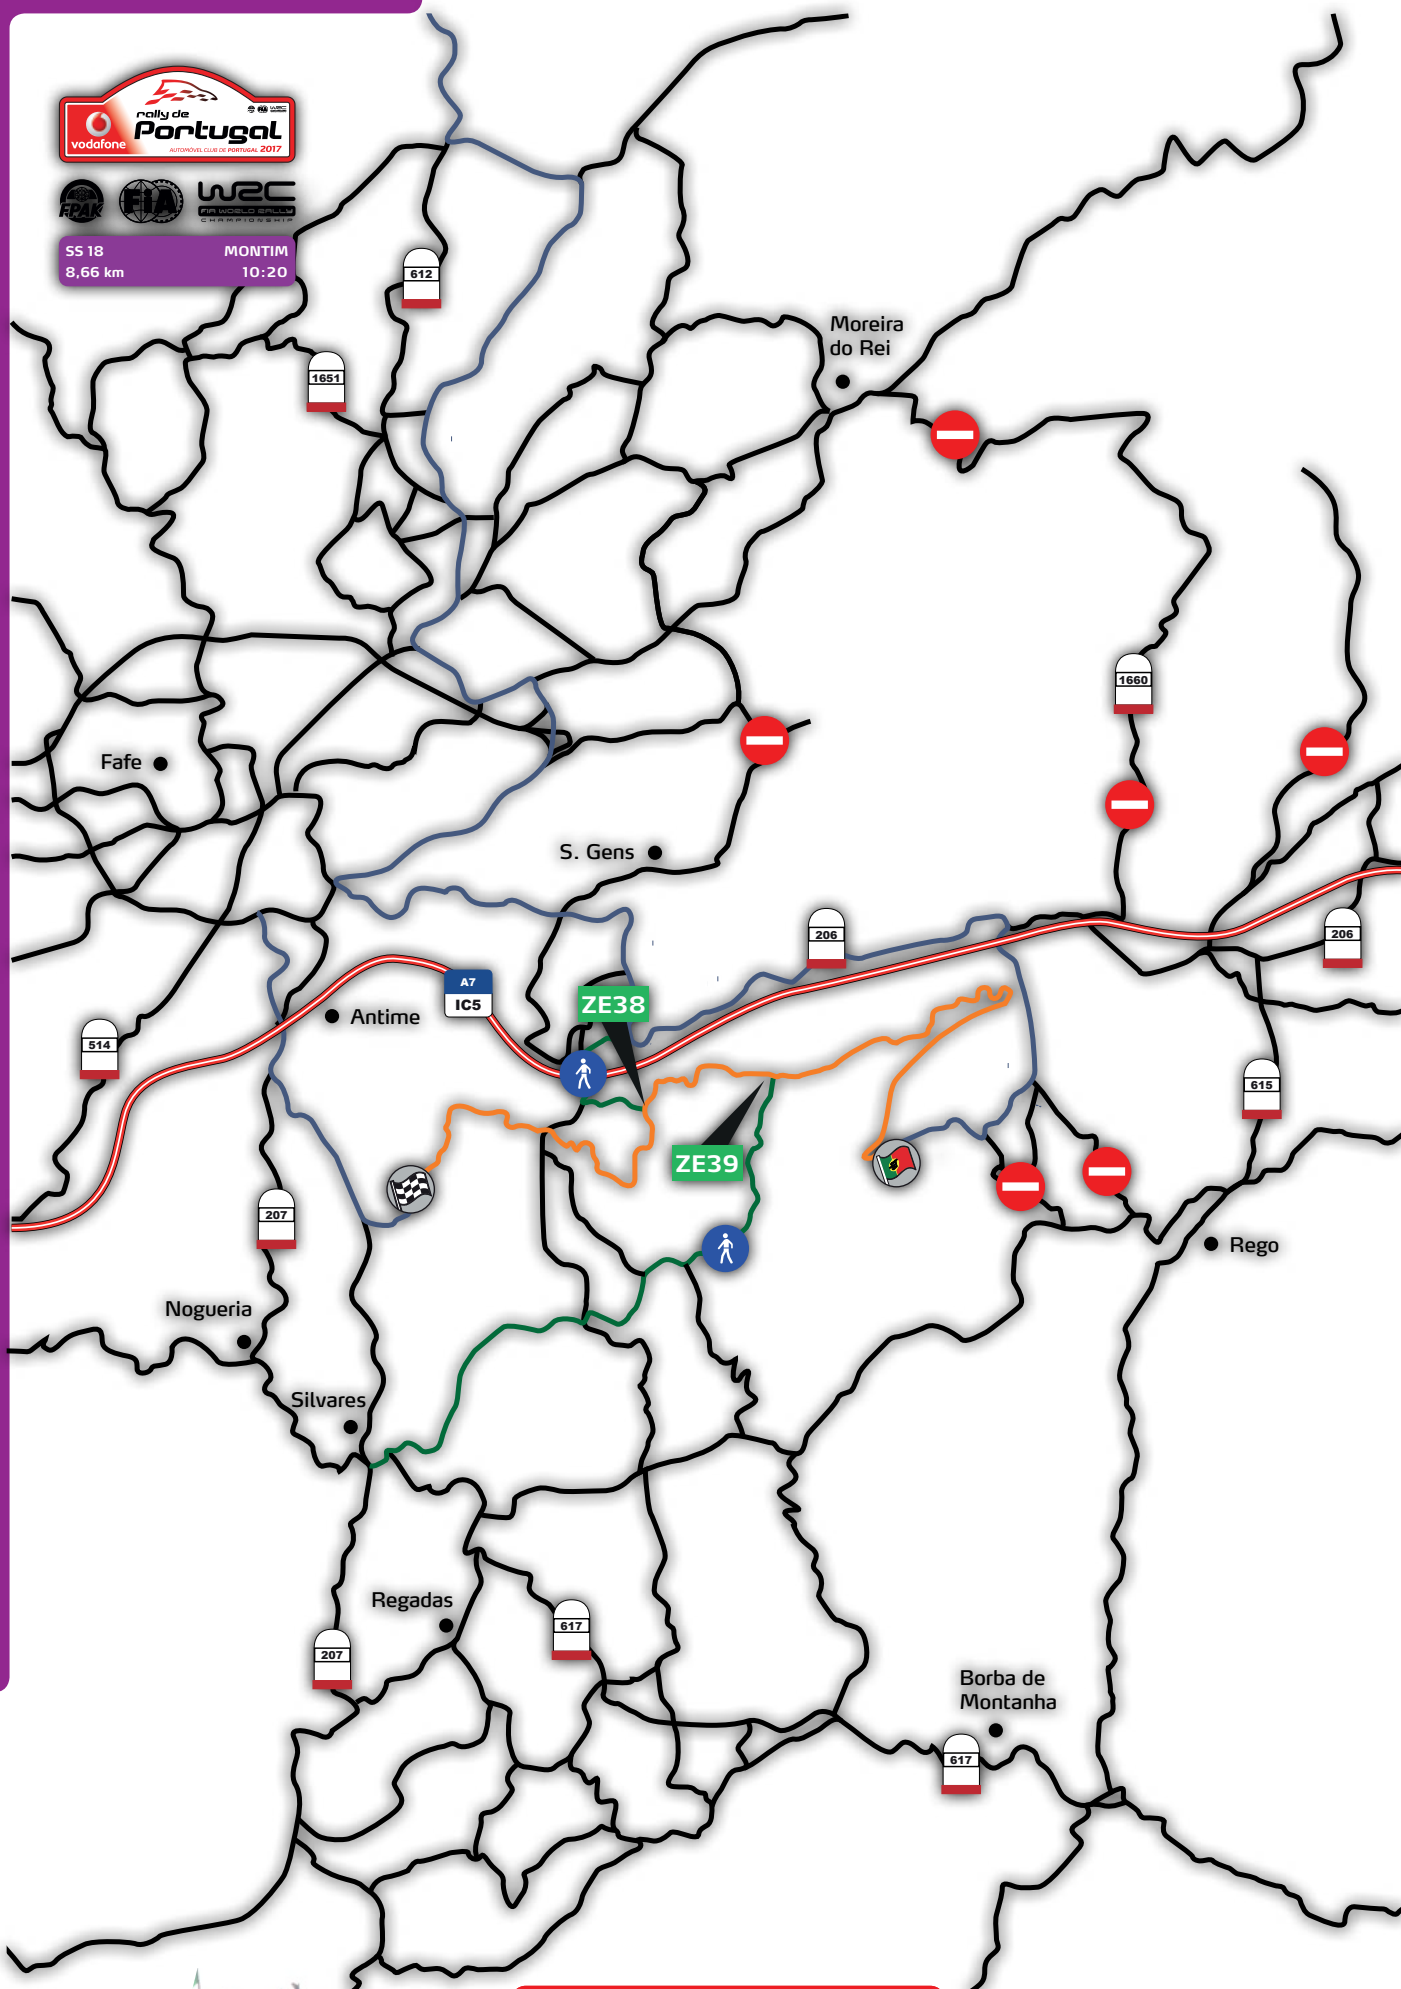 rally de
Portugal
vodafone
AUTOMÓVEL CLUB DE PORTUGAL 2017
FPAK
FiA
WRC
FIA WORLD RALLY
CHAMPIONSHIP
SS 18 MONTIM
8,66 km 10:20
612
Moreira
do Rei
1651
1660
Fafe
S. Gens
206
206
A7
IC5
ZE38
Antime
514
615
ZE39
207
Rego
Nogueria
Silvares
Regadas
617
207
Borba de
Montanha
617